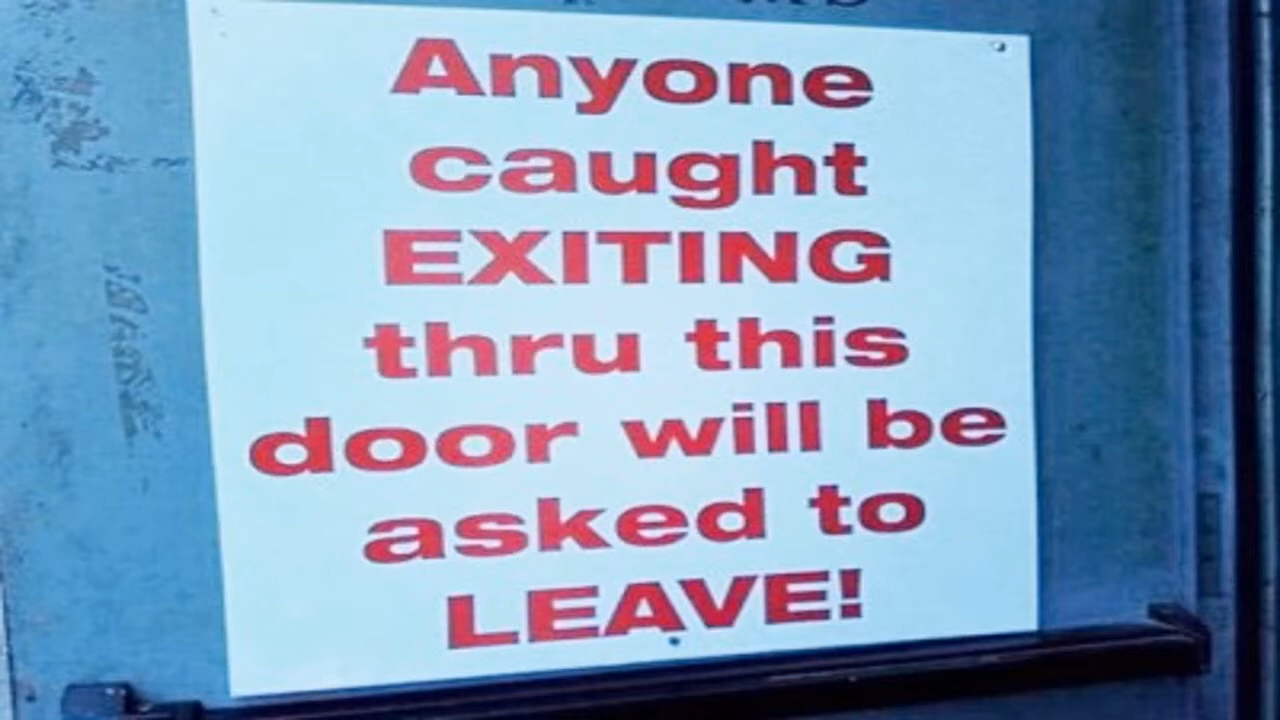 Anyone
caught
EXITING
thru this
door will be
asked to
LEAVE!